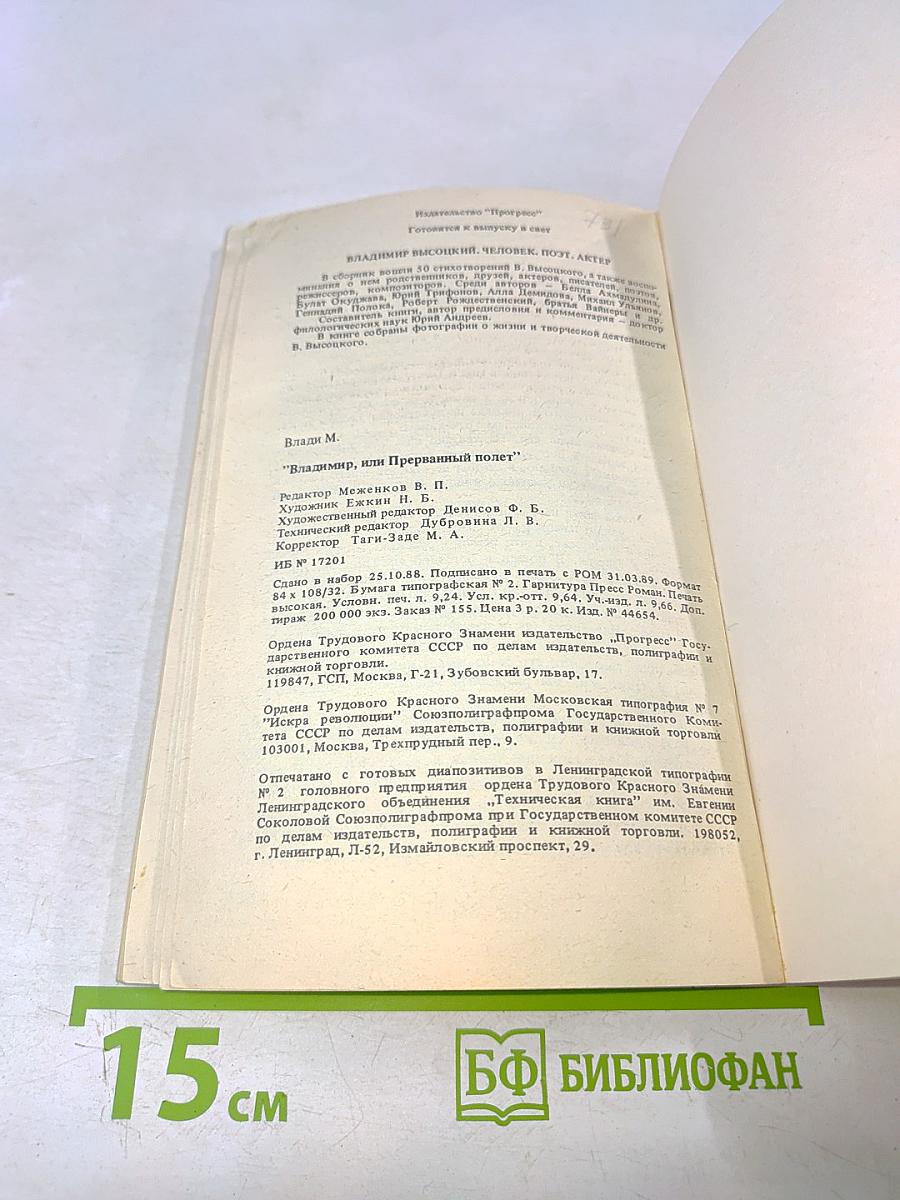 731
Издательство "Прогресс"
Готовится к выпуску в свет
ВЛАДИМИР ВЫСОЦКИЙ. ЧЕЛОВЕК. ПОЭТ. АКТЕР
В сборник вошли 50 стихотворений В. Высоцкого, а также воспо-
минания о нем родственников, друзей, актеров, писателей, поэтов,
режиссеров, композиторов. Среди авторов — Белла Ахмадулина,
Булат Окуджава, Юрий Трифонов, Алла Демидова, Михаил Ульянов,
Геннадий Полока, Роберт Рождественский, братья Вайнеры и др.
Составитель книги, автор предисловия и комментария — доктор
филологических наук Юрий Андреев.
В книге собраны фотографии о жизни и творческой деятельности
В. Высоцкого.
Влади М.
"Владимир, или Прерванный полет"
Редактор Меженков В. П.
Художник Ежкин Н. Б.
Художественный редактор Денисов Ф. Б.
Технический редактор Дубровина Л. В.
Корректор Таги-Заде М. А.
ИБ № 17201
Сдано в набор 25.10.88. Подписано в печать с РОМ 31.03.89. Формат
84 х 108/32. Бумага типографская № 2. Гарнитура Пресс Роман. Печать
высокая. Условн. печ. л. 9,24. Усл. кр.-отт. 9,64. Уч.-изд. л. 9,66. Доп.
тираж 200 000 экз. Заказ № 155. Цена 3 р. 20 к. Изд. № 44654.
Ордена Трудового Красного Знамени издательство „Прогресс" Госу-
дарственного комитета СССР по делам издательств, полиграфии и
книжной торговли.
119847, ГСП, Москва, Г-21, Зубовский бульвар, 17.
Ордена Трудового Красного Знамени Московская типография № 7
"Искра революции" Союзполиграфпрома Государственного Коми-
тета СССР по делам издательств, полиграфии и книжной торговли
103001, Москва, Трехпрудный пер., 9.
Отпечатано с готовых диапозитивов в Ленинградской типографии
№ 2 головного предприятия ордена Трудового Красного Знамени
Ленинградского объединения „Техническая книга" им. Евгении
Соколовой Союзполиграфпрома при Государственном комитете СССР
по делам издательств, полиграфии и книжной торговли. 198052,
г. Ленинград, Л-52, Измайловский проспект, 29.
15 см
БФ БИБЛИОФАН